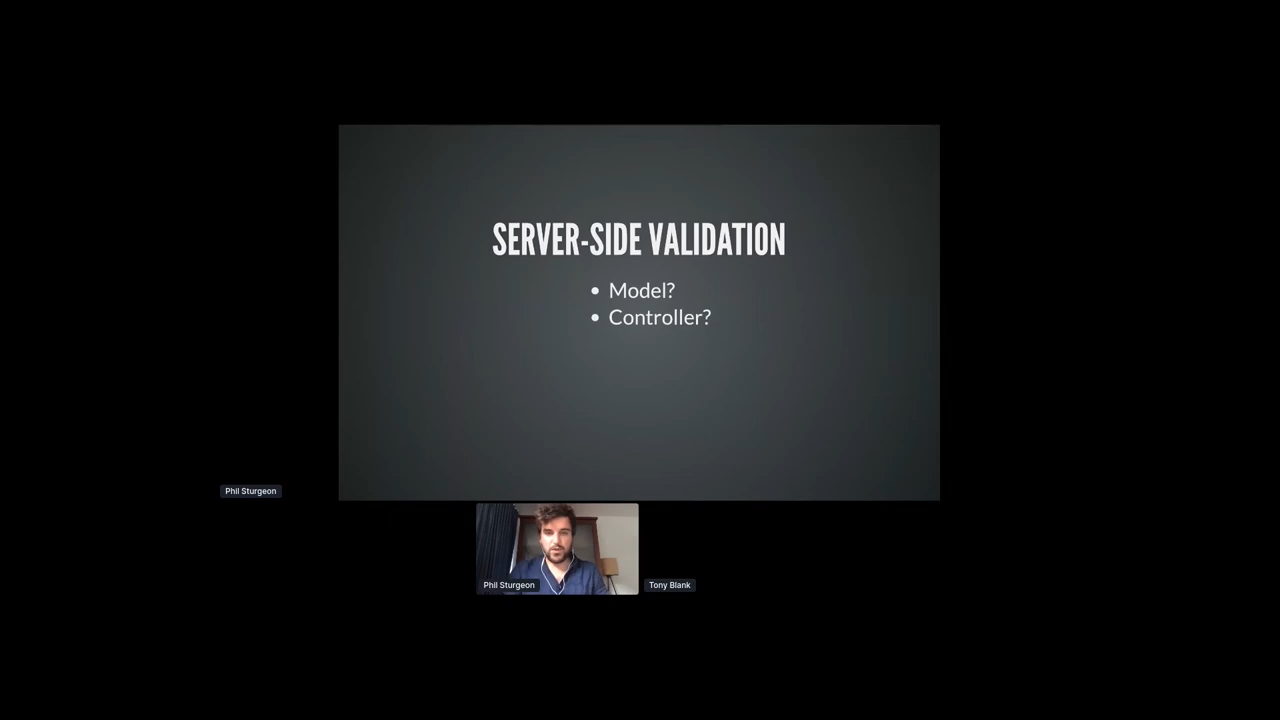 SERVER-SIDE VALIDATION
• Model?
• Controller?
Phil Sturgeon
Phil Sturgeon
Tony Blank